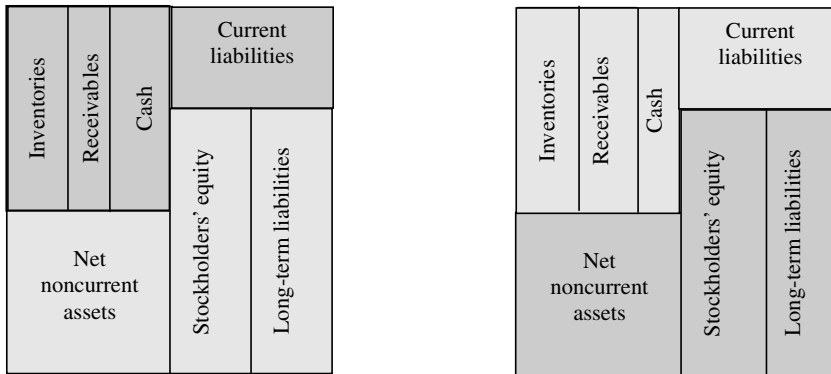 Inventories
Receivables
Cash
Current
liabilities
Net
noncurrent
assets
Stockholders’ equity
Long-term liabilities
Inventories
Receivables
Cash
Current
liabilities
Net
noncurrent
assets
Stockholders’ equity
Long-term liabilities